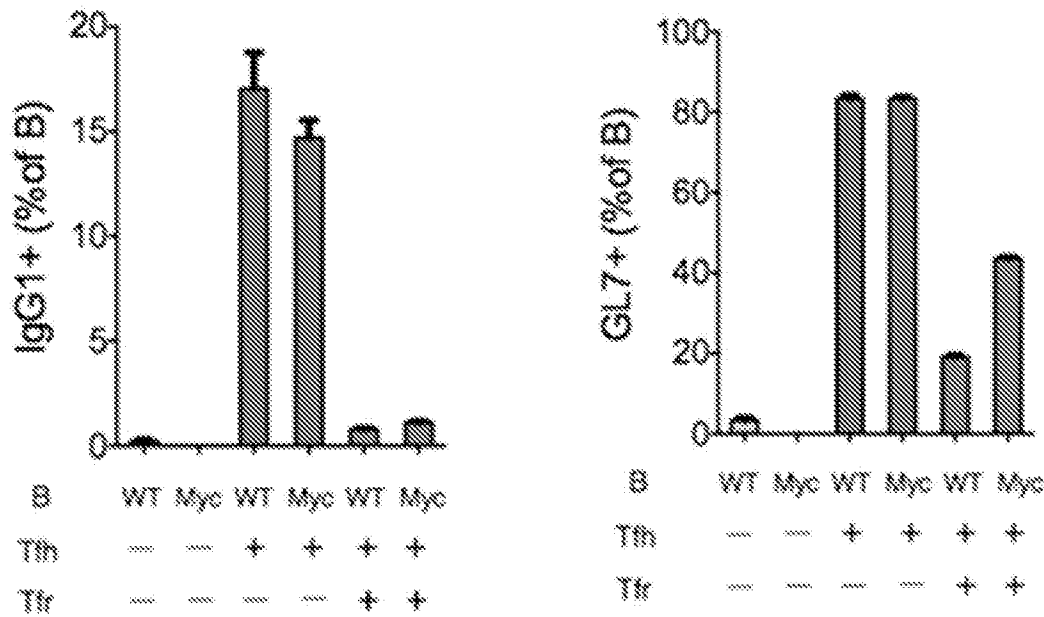 IgG1+ (%of B)
20
15
10
5
0
B WT Myc WT Myc WT Myc
Tfh — — + + + +
Tfr — — — — + +
GL7+ (%of B)
100
80
60
40
20
0
B WT Myc WT Myc WT Myc
Tfh — — + + + +
Tfr — — — — + +